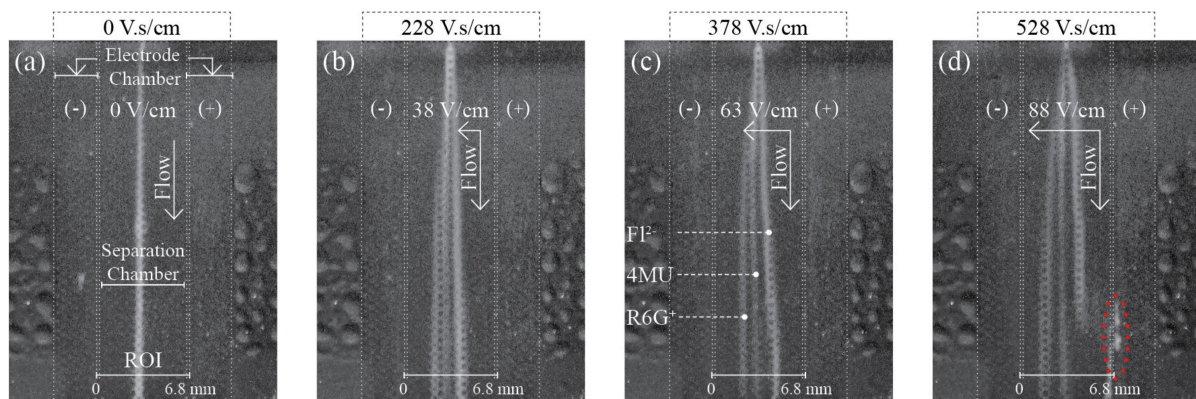 0 V.s/cm
228 V.s/cm
378 V.s/cm
528 V.s/cm
(a)
Electrode
Chamber
(-)
0 V/cm
(+)
Flow
Separation
Chamber
ROI
0
6.8 mm
(b)
(-)
38 V/cm
(+)
Flow
0
6.8 mm
(c)
(-)
63 V/cm
(+)
Flow
Fl²⁻
4MU
R6G⁺
0
6.8 mm
(d)
(-)
88 V/cm
(+)
Flow
0
6.8 mm